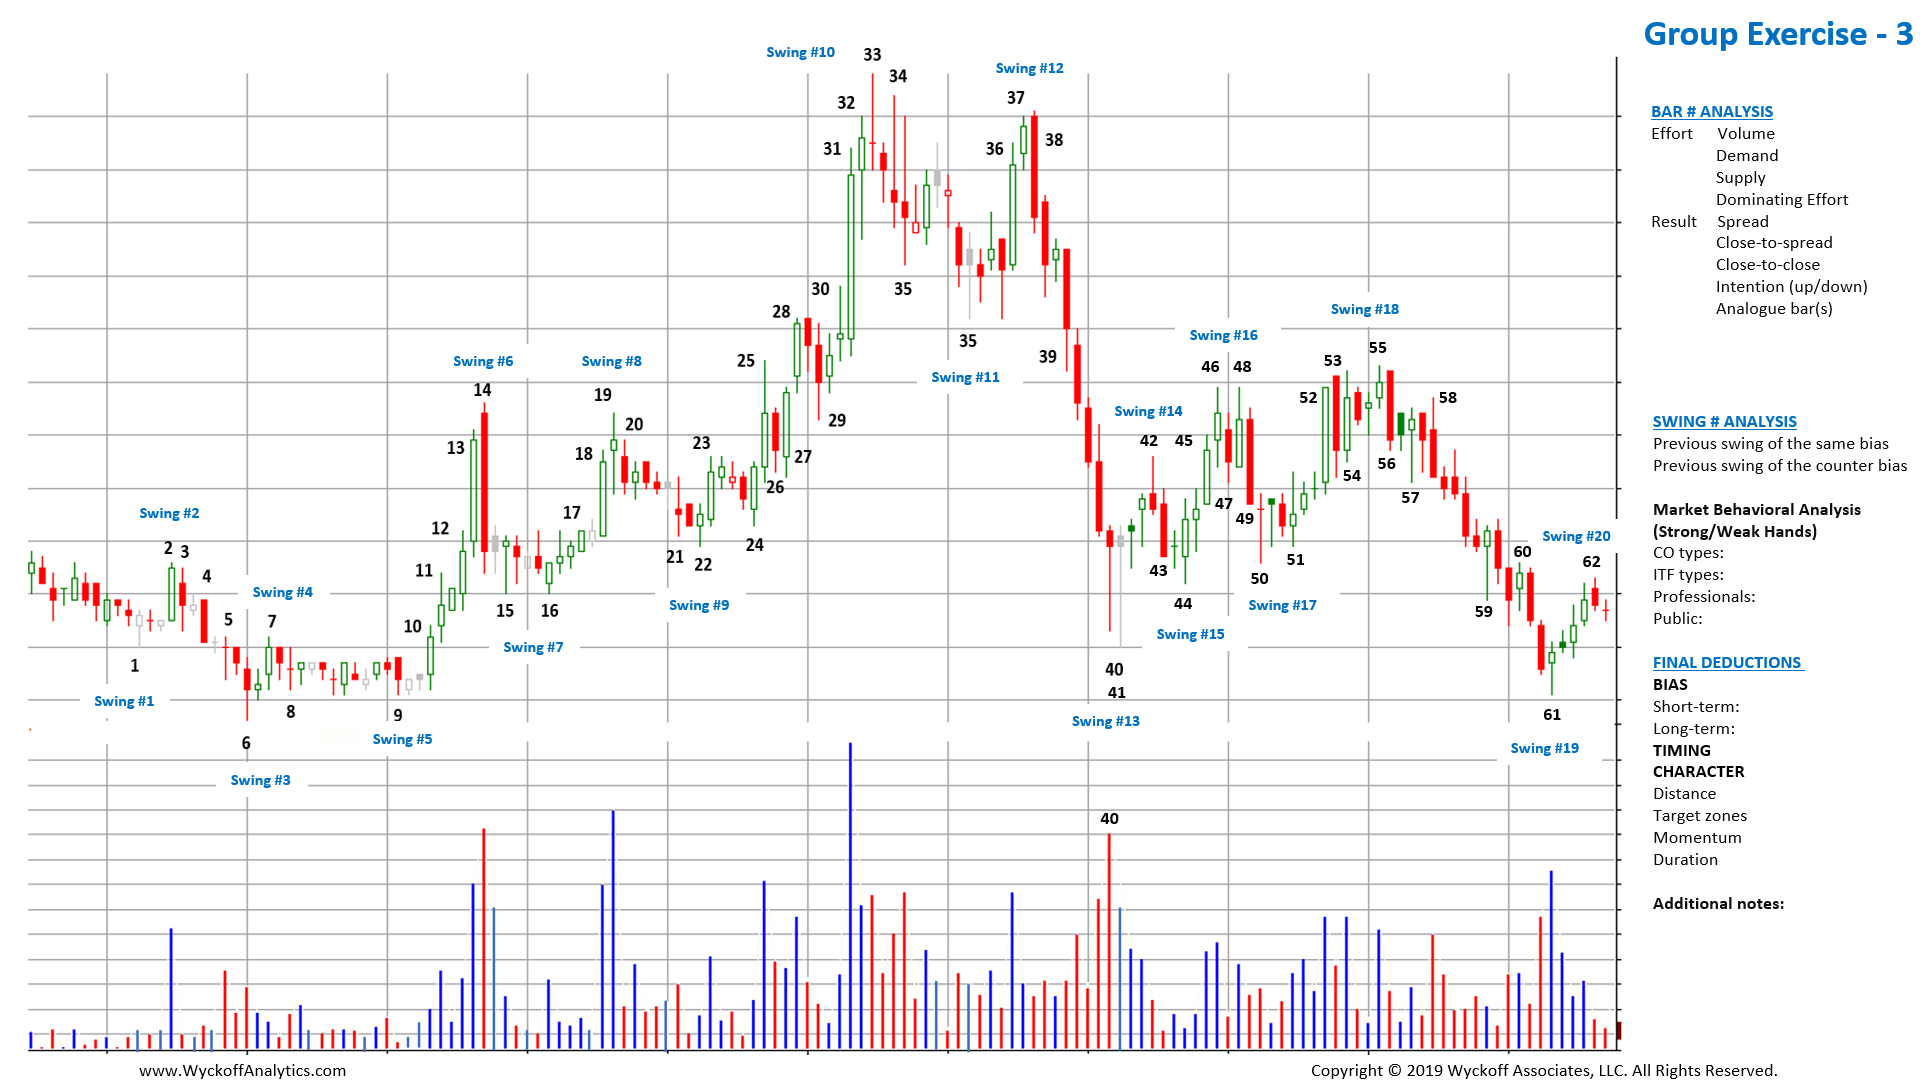 Group Exercise - 3
Swing #10
33
Swing #12
34
37
32
38
31
36
BAR # ANALYSIS
Effort Volume
Demand
Supply
Dominating Effort
Result Spread
Close-to-spread
Close-to-close
Intention (up/down)
Analogue bar(s)
30
35
28
Swing #18
35
Swing #16
55
Swing #6
Swing #8
25
39
46
48
53
Swing #11
14
19
29
Swing #14
52
58
20
42
45
SWING # ANALYSIS
Previous swing of the same bias
Previous swing of the counter bias
13
18
23
27
26
56
54
57
47
49
Swing #2
12
17
24
Market Behavioral Analysis
(Strong/Weak Hands)
CO types:
ITF types:
Professionals:
Public:
2
3
21
22
43
51
60
Swing #20
62
4
11
50
Swing #4
15
16
Swing #9
44
Swing #17
59
5
7
10
Swing #15
Swing #7
1
40
41
FINAL DEDUCTIONS
BIAS
Short-term:
Long-term:
TIMING
CHARACTER
Distance
Target zones
Momentum
Duration
Swing #1
8
9
Swing #13
61
6
Swing #5
Swing #19
Swing #3
40
Additional notes:
www.WyckoffAnalytics.com
Copyright © 2019 Wyckoff Associates, LLC. All Rights Reserved.